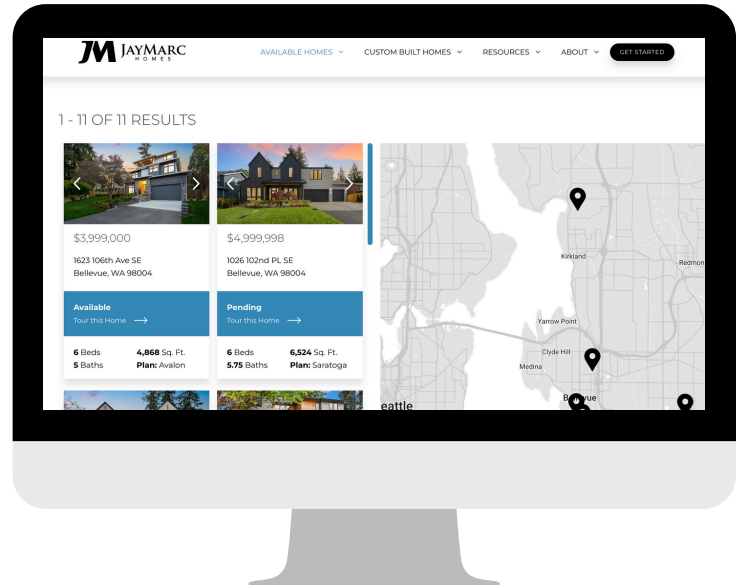 JM JAYMARC
HOMES
AVAILABLE HOMES
CUSTOM BUILT HOMES
RESOURCES
ABOUT
GET STARTED
1 - 11 OF 11 RESULTS
$3,999,000
1623 106th Ave SE
Bellevue, WA 98004
Available
Tour this Home
6 Beds 4,868 Sq. Ft.
5 Baths Plan: Avalon
$4,999,998
1026 102nd PL SE
Bellevue, WA 98004
Pending
Tour this Home
6 Beds 6,524 Sq. Ft.
5.75 Baths Plan: Saratoga
Kirkland
Redmon
Yarrow Point
Clyde Hill
Medina
eattle